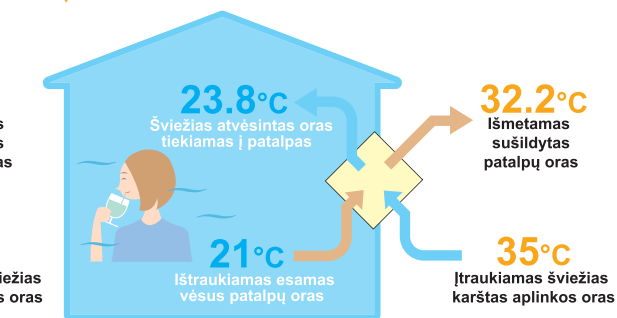 23.8°C
Šviežias atvėsintas oras
tiekiamas į patalpas
32.2°C
Išmetamas
sušildytas
patalpų oras
21°C
Ištraukiamas esamas
vėsus patalpų oras
35°C
Įtraukiamas šviežias
karštas aplinkos oras
oras